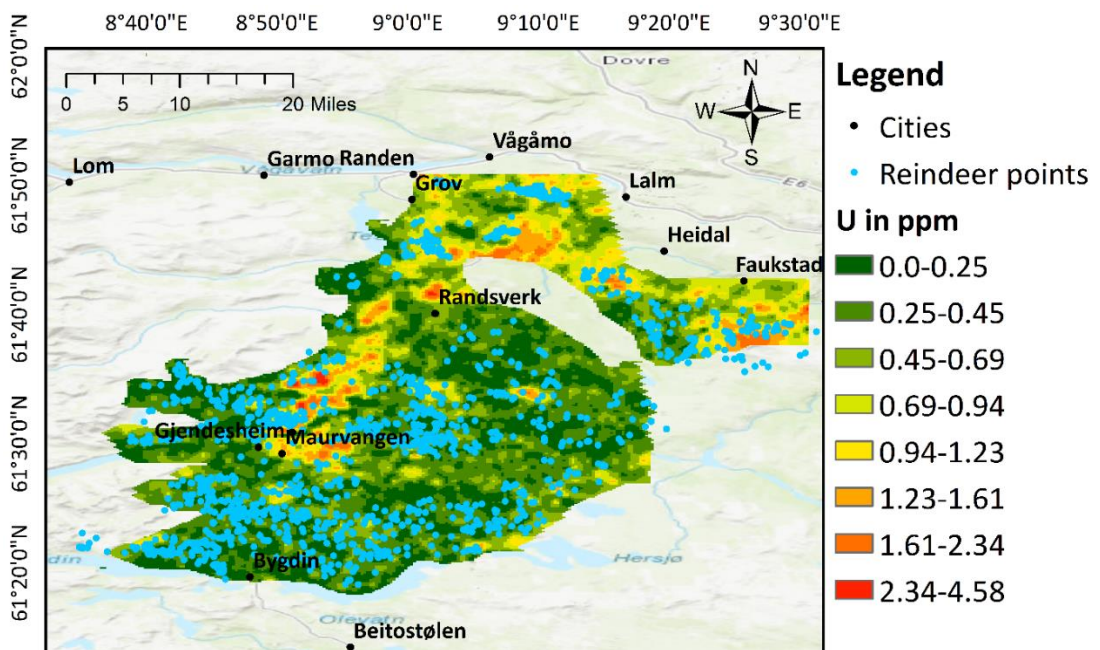 8°40'0"E 8°50'0"E 9°0'0"E 9°10'0"E 9°20'0"E 9°30'0"E
62°0'0"N
61°50'0"N
61°40'0"N
61°30'0"N
61°20'0"N
0 5 10 20 Miles
Dovre
N
W E
S
Vågåmo
Lom
Garmo Randen
Vågåvatn
Grov
Lalm
E6
Heidal
Faukstad
Randsverk
Gjendesheim
Maurvangen
Bygdin
Hersjø
Olevatn
Beitostølen
Legend
Cities
Reindeer points
U in ppm
0.0-0.25
0.25-0.45
0.45-0.69
0.69-0.94
0.94-1.23
1.23-1.61
1.61-2.34
2.34-4.58